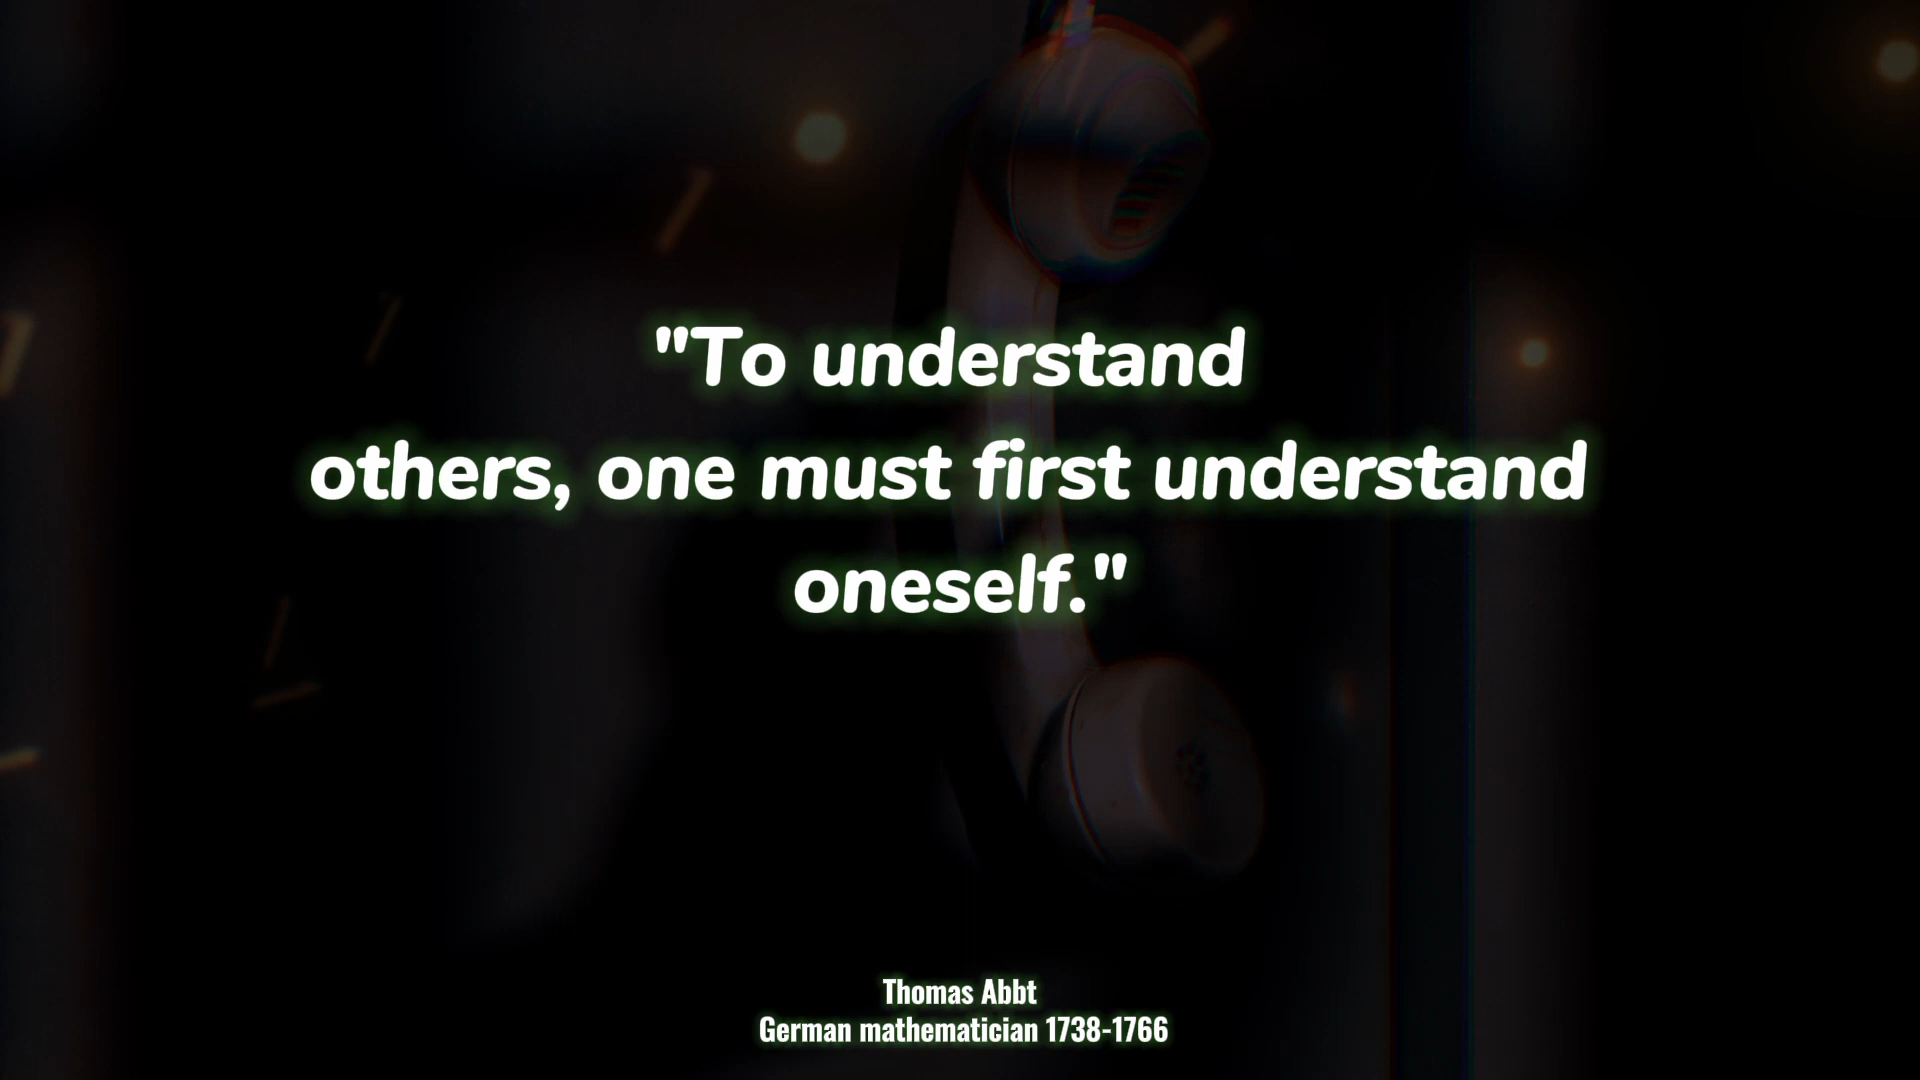 "To understand
others, one must first understand
oneself."
Thomas Abbt
German mathematician 1738-1766